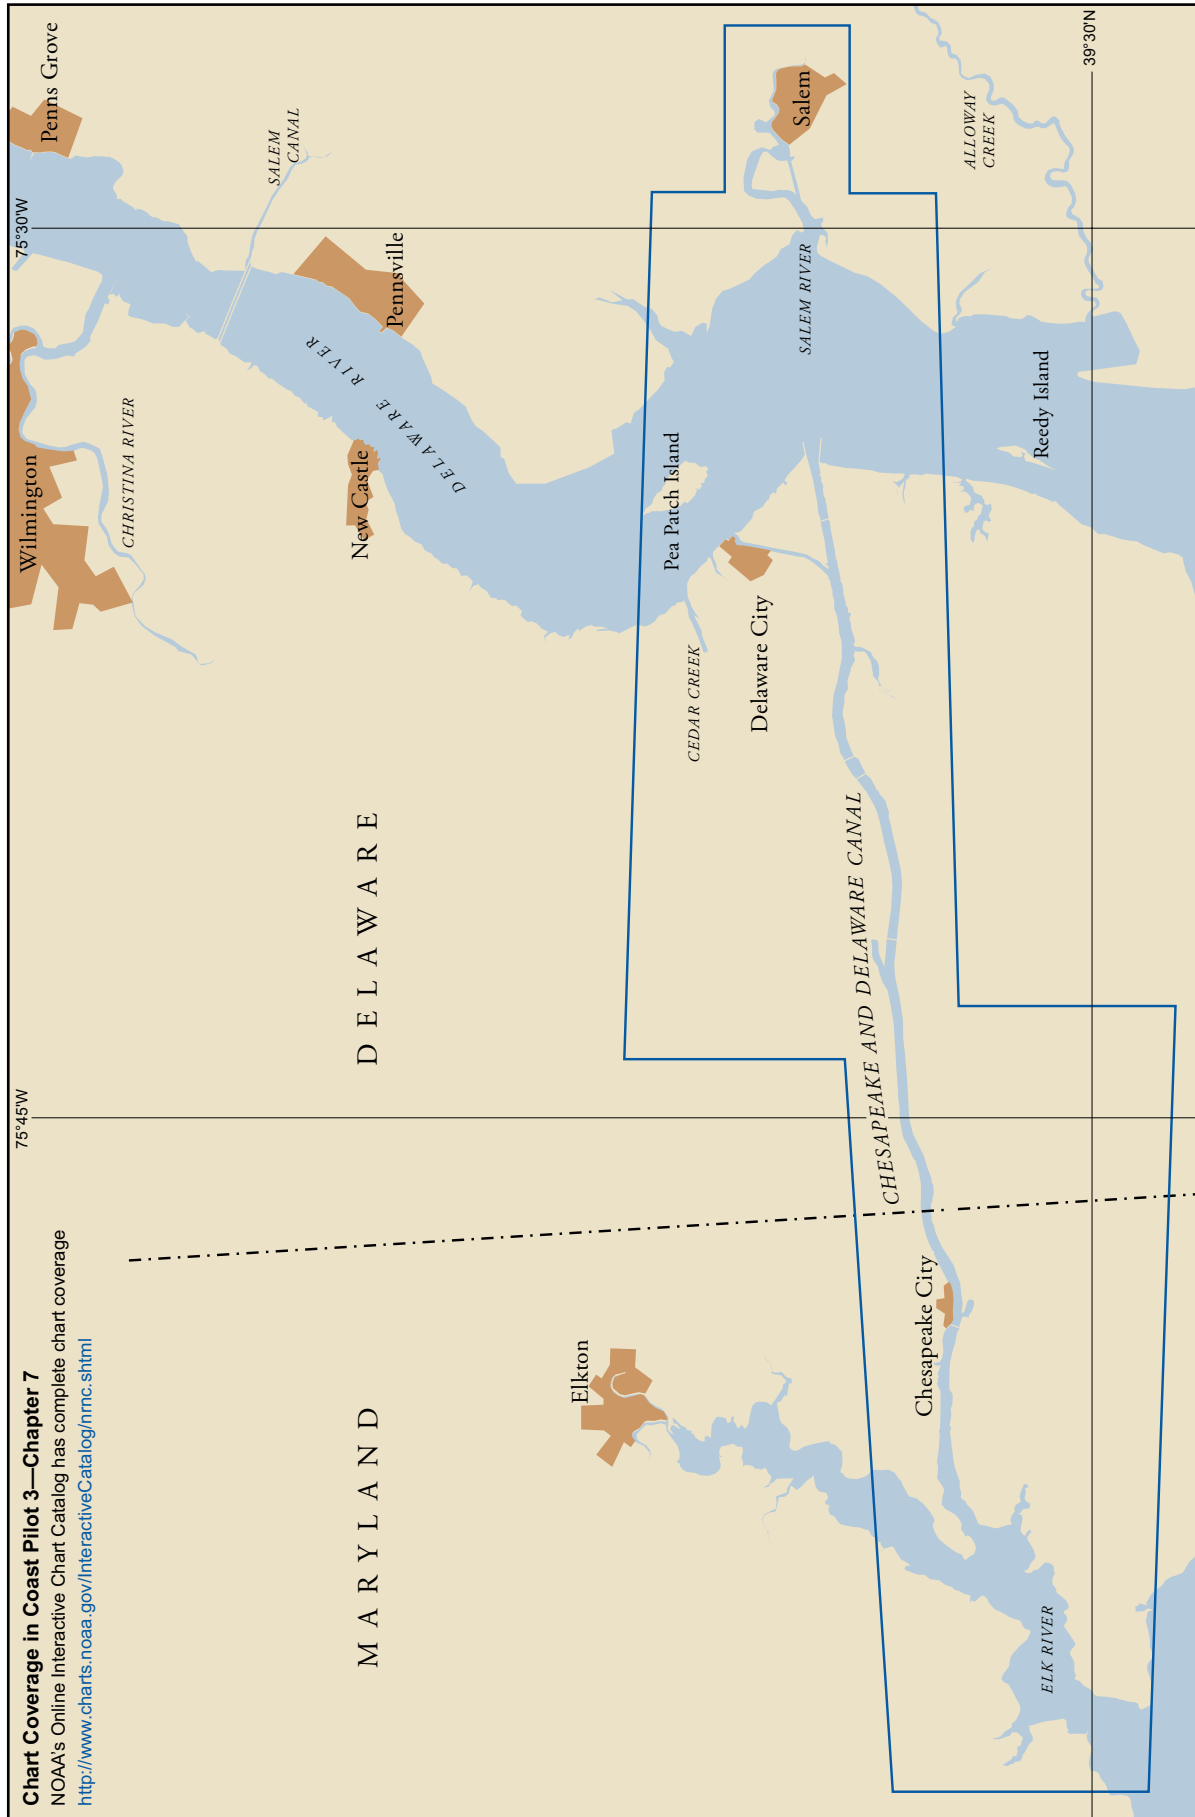 Chart Coverage in Coast Pilot 3—Chapter 7
NOAA's Online Interactive Chart Catalog has complete chart coverage
http://www.charts.noaa.gov/InteractiveCatalog/nrnc.shtml
75°45'W
75°30'W
Wilmington
Penns Grove
CHRISTINA RIVER
SALEM
CANAL
MARYLAND
DELAWARE
New Castle
Pennsville
DELAWARE RIVER
Elkton
Pea Patch Island
CEDAR CREEK
Delaware City
Salem
SALEM RIVER
CHESAPEAKE AND DELAWARE CANAL
Chesapeake City
ALLOWAY
CREEK
Reedy Island
ELK RIVER
39°30'N